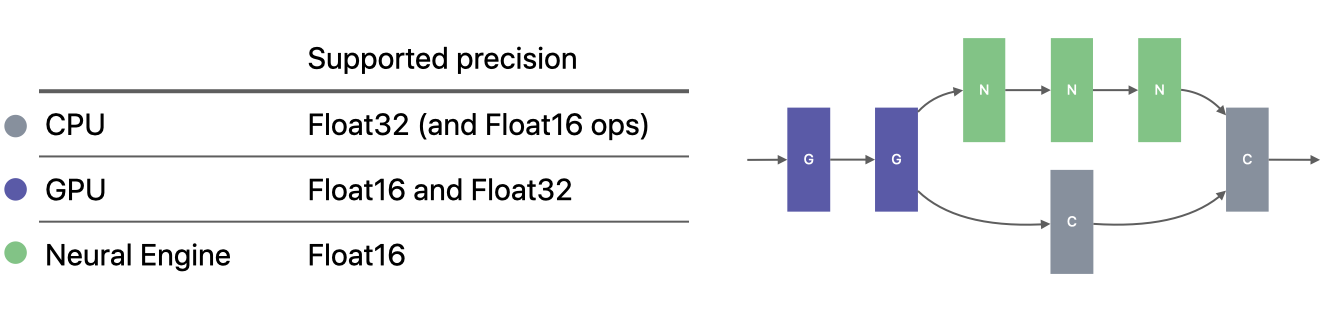 Supported precision
CPU Float32 (and Float16 ops)
GPU Float16 and Float32
Neural Engine Float16
G G N N N C C